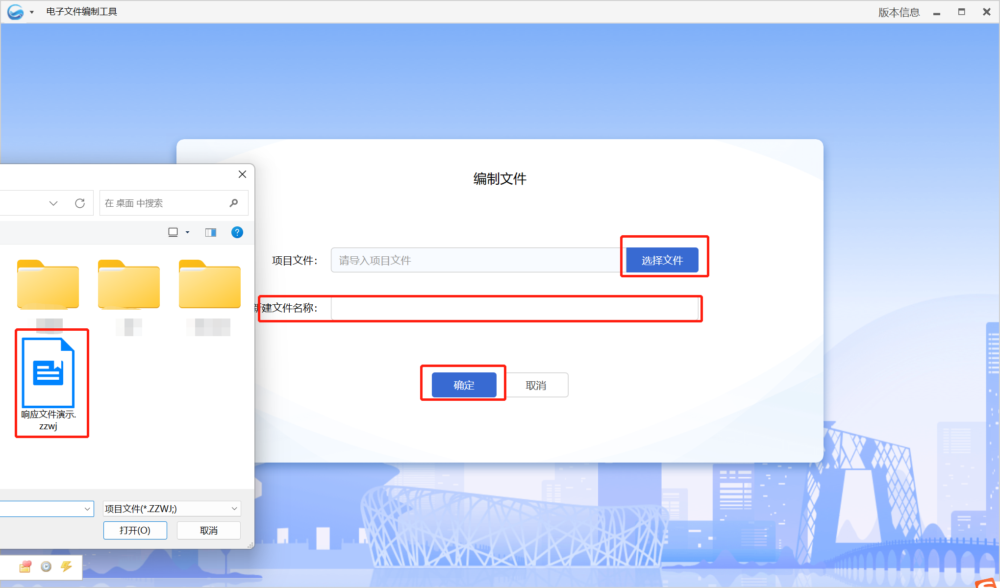 电子文件编制工具
版本信息
编制文件
在 桌面 中搜索
项目文件：
请导入项目文件
选择文件
新建文件名称：
确定
取消
响应文件演示.
zzwj
项目文件(*.ZZWJ;)
打开(O)
取消